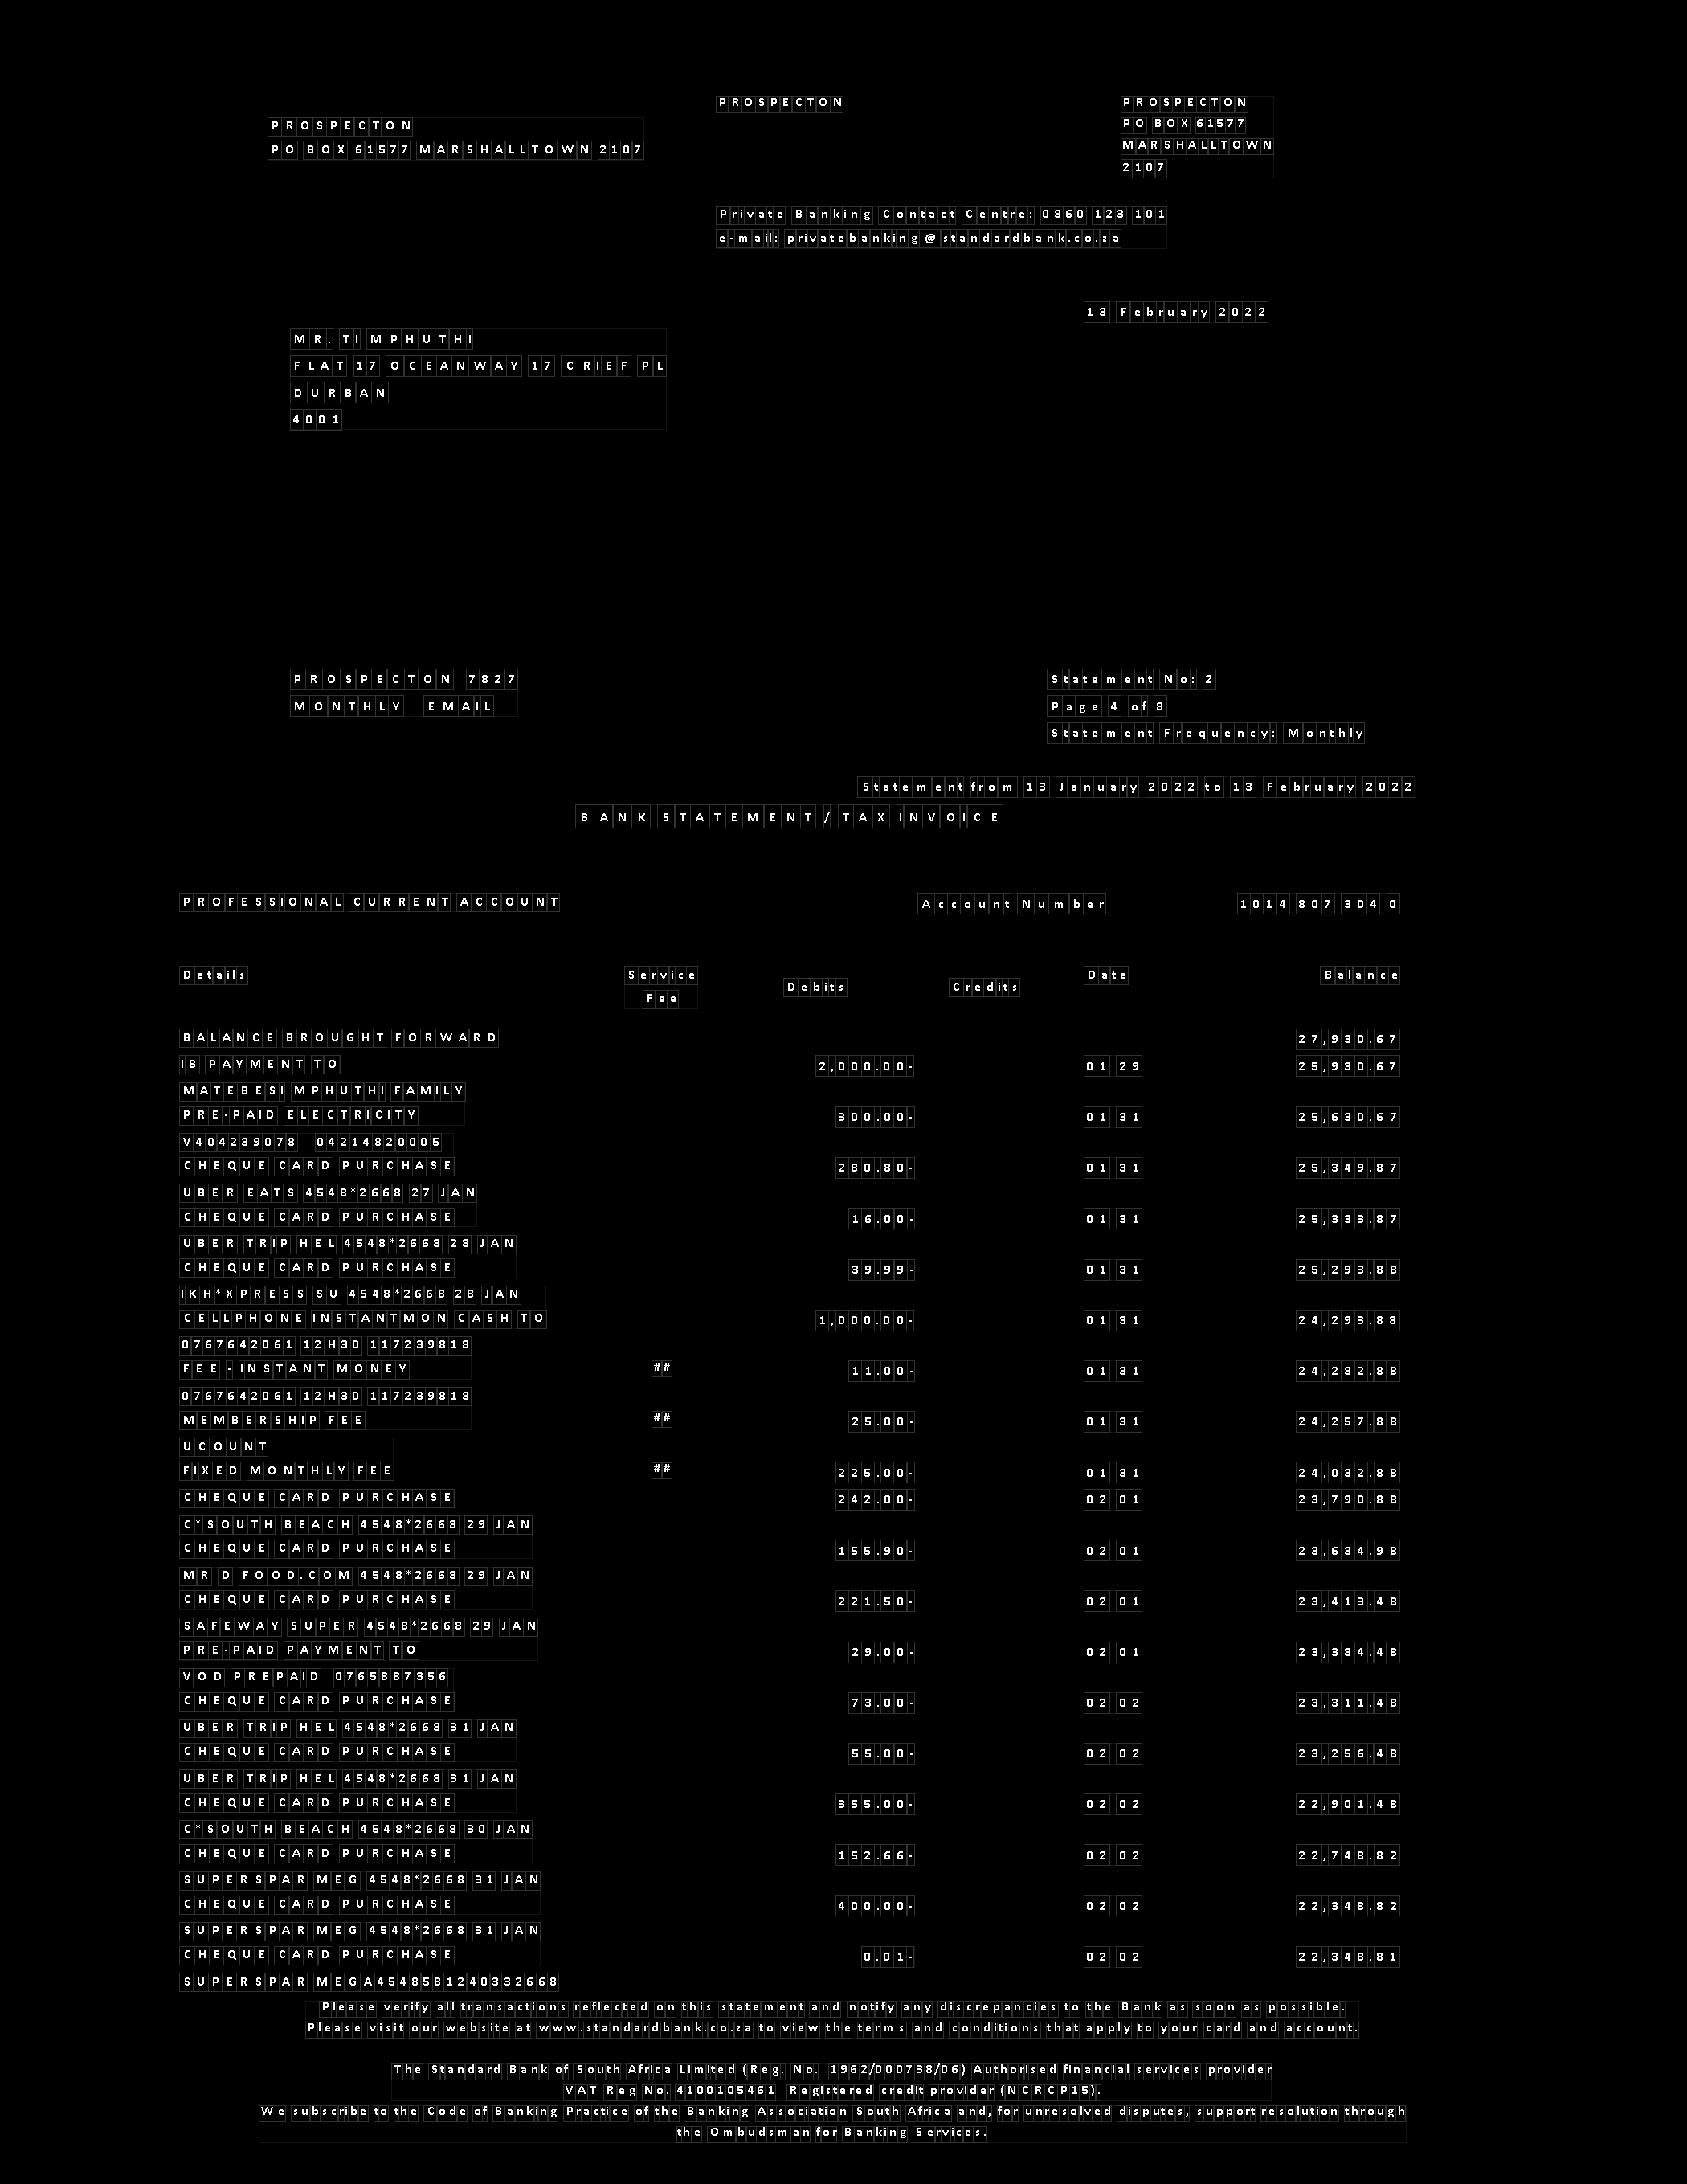 PROSPECTON
PROSPECTON
PO BOX 61577 MARSHALLTOWN 2107
PROSPECTON
PO BOX 61577
MARSHALLTOWN
2107
Private Banking Contact Centre: 0860 123 101
e-mail: privatebanking@standardbank.co.za
13 February 2022
MR. TI MPHUTHI
FLAT 17 OCEANWAY 17 CRIEF PL
DURBAN
4001
PROSPECTON 7827
MONTHLY EMAIL
Statement No: 2
Page 4 of 8
Statement Frequency: Monthly
Statement from 13 January 2022 to 13 February 2022
BANK STATEMENT / TAX INVOICE
PROFESSIONAL CURRENT ACCOUNT Account Number 1014 807 304 0
Details Service Fee Debits Credits Date Balance
BALANCE BROUGHT FORWARD 27,930.67
IB PAYMENT TO 2,000.00- 01 29 25,930.67
MATEBESI MPHUTHI FAMILY
PRE-PAID ELECTRICITY 300.00- 01 31 25,630.67
V404239078 04214820005
CHEQUE CARD PURCHASE 280.80- 01 31 25,349.87
UBER EATS 4548*2668 27 JAN
CHEQUE CARD PURCHASE 16.00- 01 31 25,333.87
UBER TRIP HEL 4548*2668 28 JAN
CHEQUE CARD PURCHASE 39.99- 01 31 25,293.88
IKH*XPRESS SU 4548*2668 28 JAN
CELLPHONE INSTANTMON CASH TO 1,000.00- 01 31 24,293.88
0767642061 12H30 117239818
FEE - INSTANT MONEY ## 11.00- 01 31 24,282.88
0767642061 12H30 117239818
MEMBERSHIP FEE ## 25.00- 01 31 24,257.88
UCOUNT
FIXED MONTHLY FEE ## 225.00- 01 31 24,032.88
CHEQUE CARD PURCHASE 242.00- 02 01 23,790.88
C*SOUTH BEACH 4548*2668 29 JAN
CHEQUE CARD PURCHASE 155.90- 02 01 23,634.98
MR D FOOD.COM 4548*2668 29 JAN
CHEQUE CARD PURCHASE 221.50- 02 01 23,413.48
SAFEWAY SUPER 4548*2668 29 JAN
PRE-PAID PAYMENT TO 29.00- 02 01 23,384.48
VOD PREPAID 0765887356
CHEQUE CARD PURCHASE 73.00- 02 02 23,311.48
UBER TRIP HEL 4548*2668 31 JAN
CHEQUE CARD PURCHASE 55.00- 02 02 23,256.48
UBER TRIP HEL 4548*2668 31 JAN
CHEQUE CARD PURCHASE 355.00- 02 02 22,901.48
C*SOUTH BEACH 4548*2668 30 JAN
CHEQUE CARD PURCHASE 152.66- 02 02 22,748.82
SUPERSPAR MEG 4548*2668 31 JAN
CHEQUE CARD PURCHASE 400.00- 02 02 22,348.82
SUPERSPAR MEG 4548*2668 31 JAN
CHEQUE CARD PURCHASE 0.01- 02 02 22,348.81
SUPERSPAR MEGA4548581240332668
Please verify all transactions reflected on this statement and notify any discrepancies to the Bank as soon as possible.
Please visit our website at www.standardbank.co.za to view the terms and conditions that apply to your card and account.
The Standard Bank of South Africa Limited (Reg. No. 1962/000738/06) Authorised financial services provider
VAT Reg No. 4100105461 Registered credit provider (NCRCP15).
We subscribe to the Code of Banking Practice of the Banking Association South Africa and, for unresolved disputes, support resolution through
the Ombudsman for Banking Services.